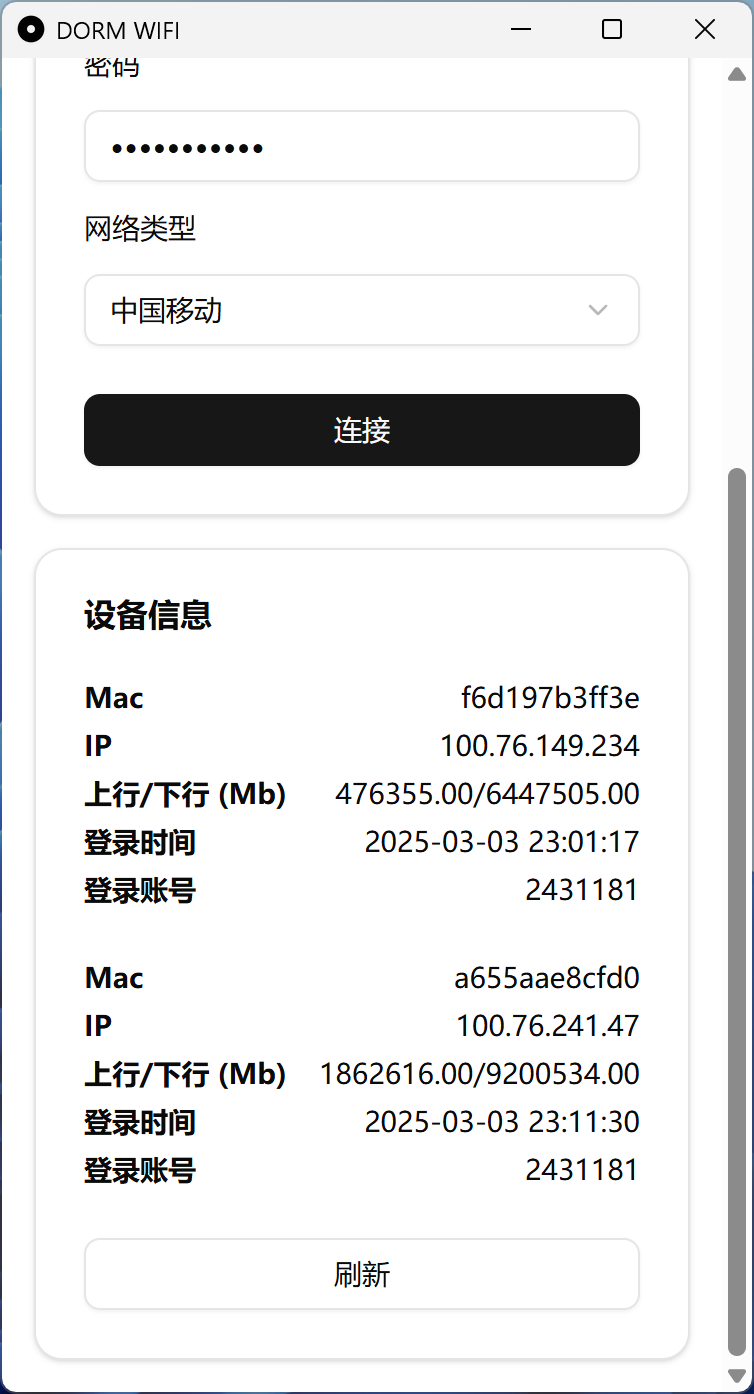 DORM WIFI
密码
•••••••••••
网络类型
中国移动
连接
设备信息
Mac f6d197b3ff3e
IP 100.76.149.234
上行/下行 (Mb) 476355.00/6447505.00
登录时间 2025-03-03 23:01:17
登录账号 2431181
Mac a655aae8cfd0
IP 100.76.241.47
上行/下行 (Mb) 1862616.00/9200534.00
登录时间 2025-03-03 23:11:30
登录账号 2431181
刷新